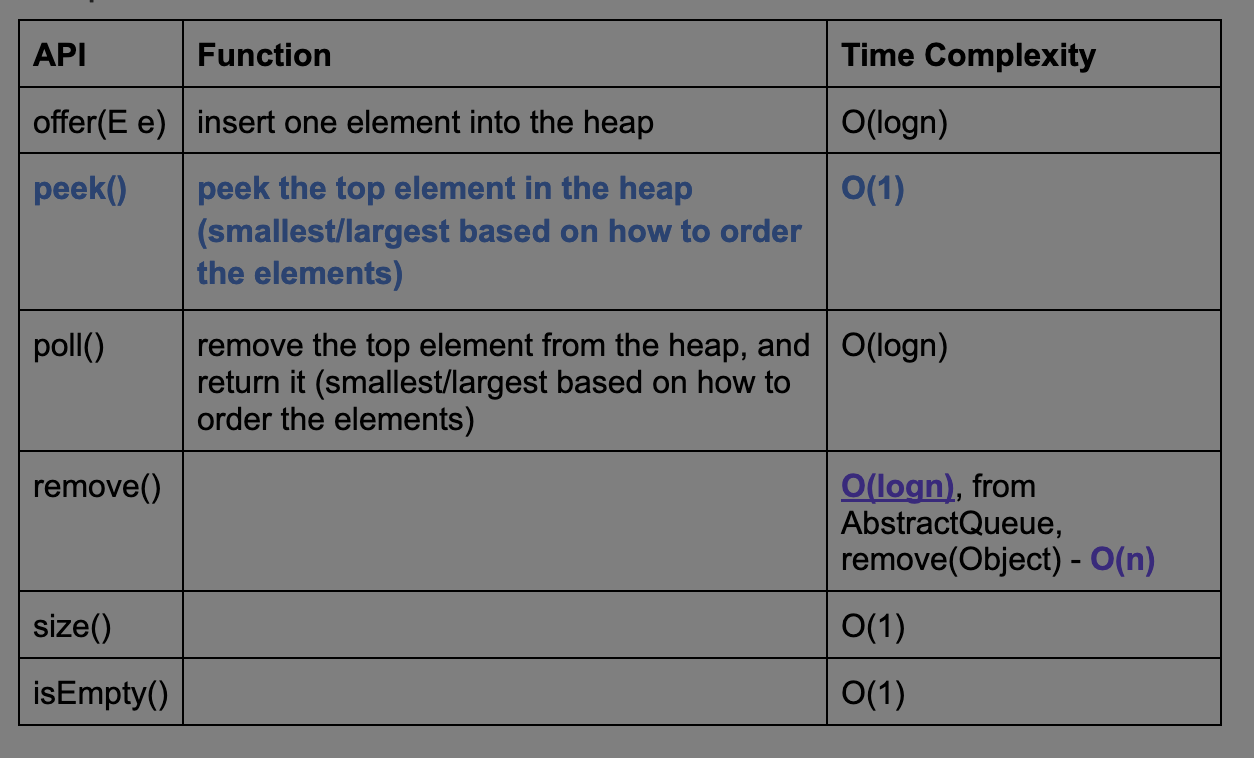 API
Function
Time Complexity
offer(E e)
insert one element into the heap
O(logn)
peek()
peek the top element in the heap
(smallest/largest based on how to order
the elements)
O(1)
poll()
remove the top element from the heap, and
return it (smallest/largest based on how to
order the elements)
O(logn)
remove()
O(logn), from
AbstractQueue,
remove(Object) - O(n)
size()
O(1)
isEmpty()
O(1)